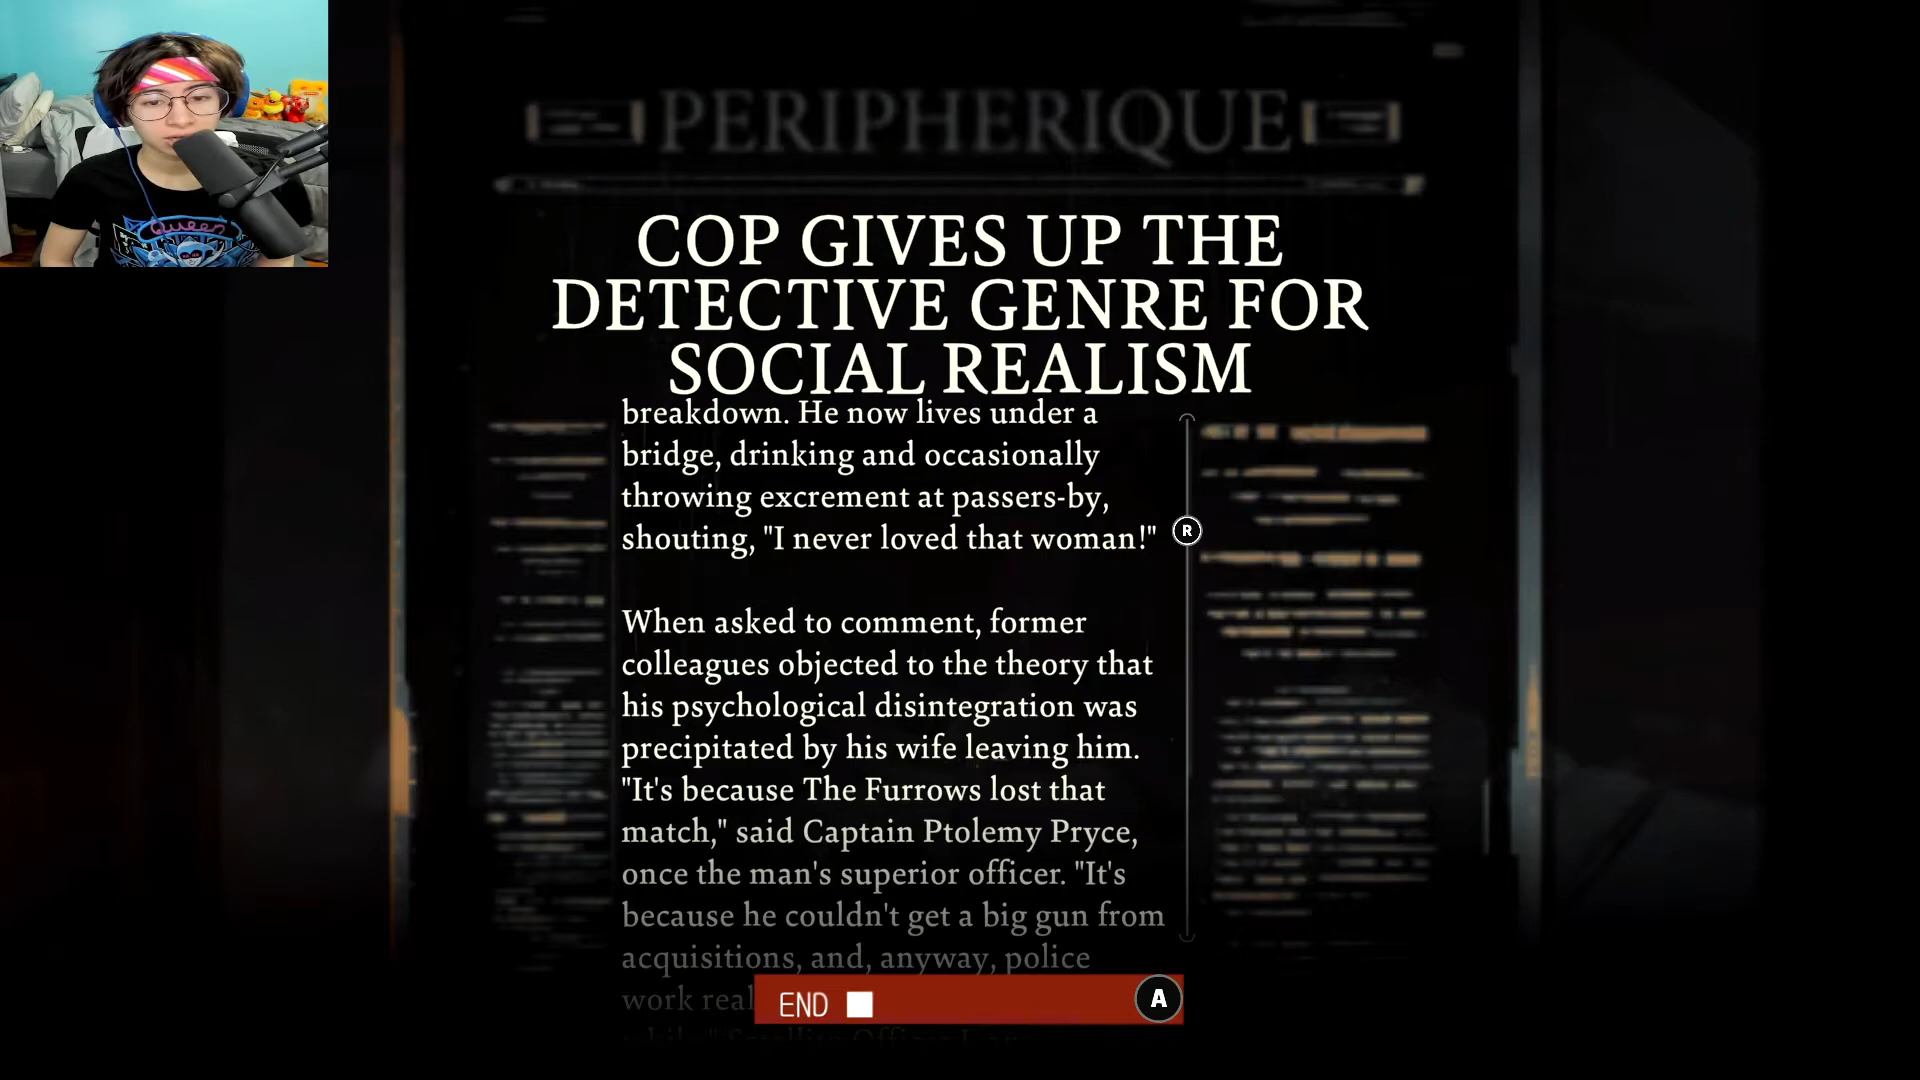 PERIPHERIQUE
COP GIVES UP THE
DETECTIVE GENRE FOR
SOCIAL REALISM
breakdown. He now lives under a
bridge, drinking and occasionally
throwing excrement at passers-by,
shouting, "I never loved that woman!"
R
When asked to comment, former
colleagues objected to the theory that
his psychological disintegration was
precipitated by his wife leaving him.
"It's because The Furrows lost that
match," said Captain Ptolemy Pryce,
once the man's superior officer. "It's
because he couldn't get a big gun from
acquisitions, and, anyway, police
work real
END
A
Queen